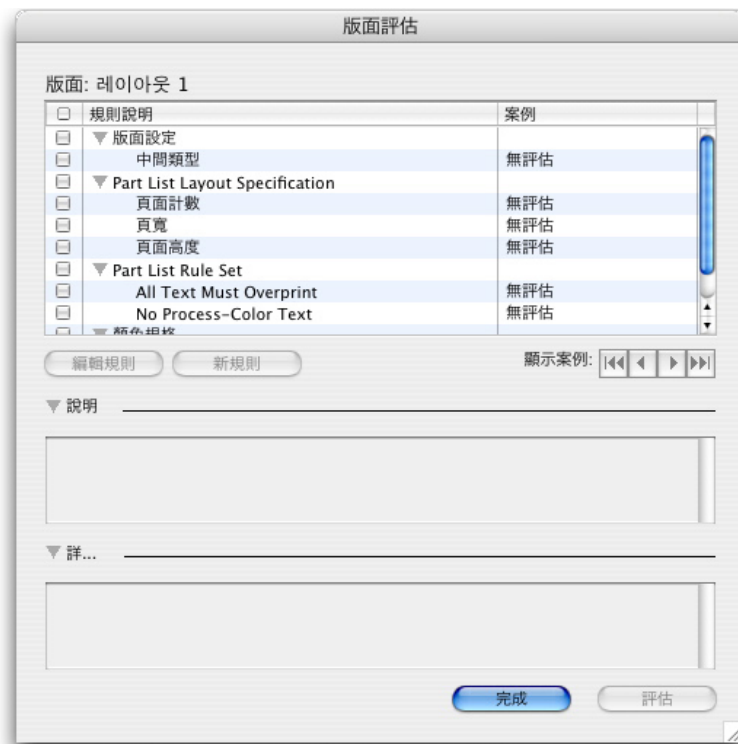 版面評估
版面: 레이아웃 1
規則說明 案例
版面設定
中間類型 無評估
Part List Layout Specification
頁面計數 無評估
頁寬 無評估
頁面高度 無評估
Part List Rule Set
All Text Must Overprint 無評估
No Process-Color Text 無評估
顏色規格
編輯規則 新規則 顯示案例:
說明
詳...
完成 評估